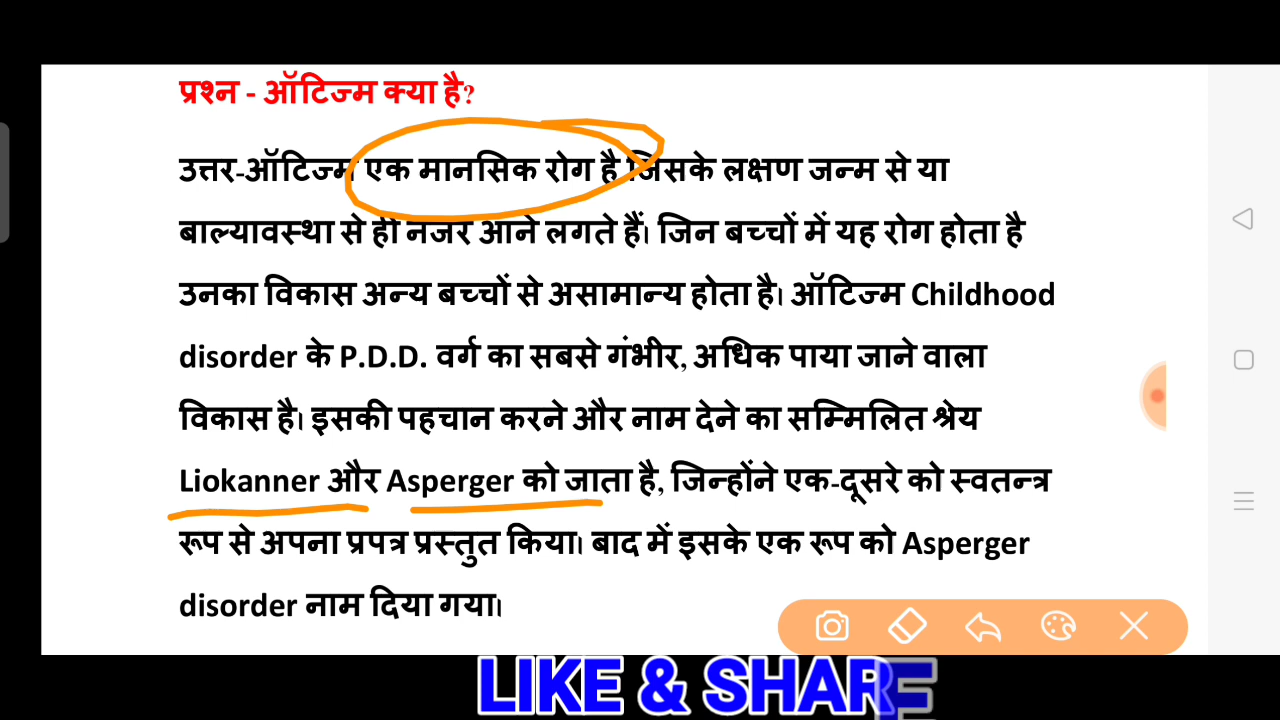 प्रश्न - ऑटिज्म क्या है?
उत्तर-ऑटिज्म एक मानसिक रोग है जिसके लक्षण जन्म से या
बाल्यावस्था से ही नजर आने लगते हैं। जिन बच्चों में यह रोग होता है
उनका विकास अन्य बच्चों से असामान्य होता है। ऑटिज्म Childhood
disorder के P.D.D. वर्ग का सबसे गंभीर, अधिक पाया जाने वाला
विकास है। इसकी पहचान करने और नाम देने का सम्मिलित श्रेय
Liokanner और Asperger को जाता है, जिन्होंने एक-दूसरे को स्वतन्त्र
रूप से अपना प्रपत्र प्रस्तुत किया। बाद में इसके एक रूप को Asperger
disorder नाम दिया गया।
LIKE & SHARE